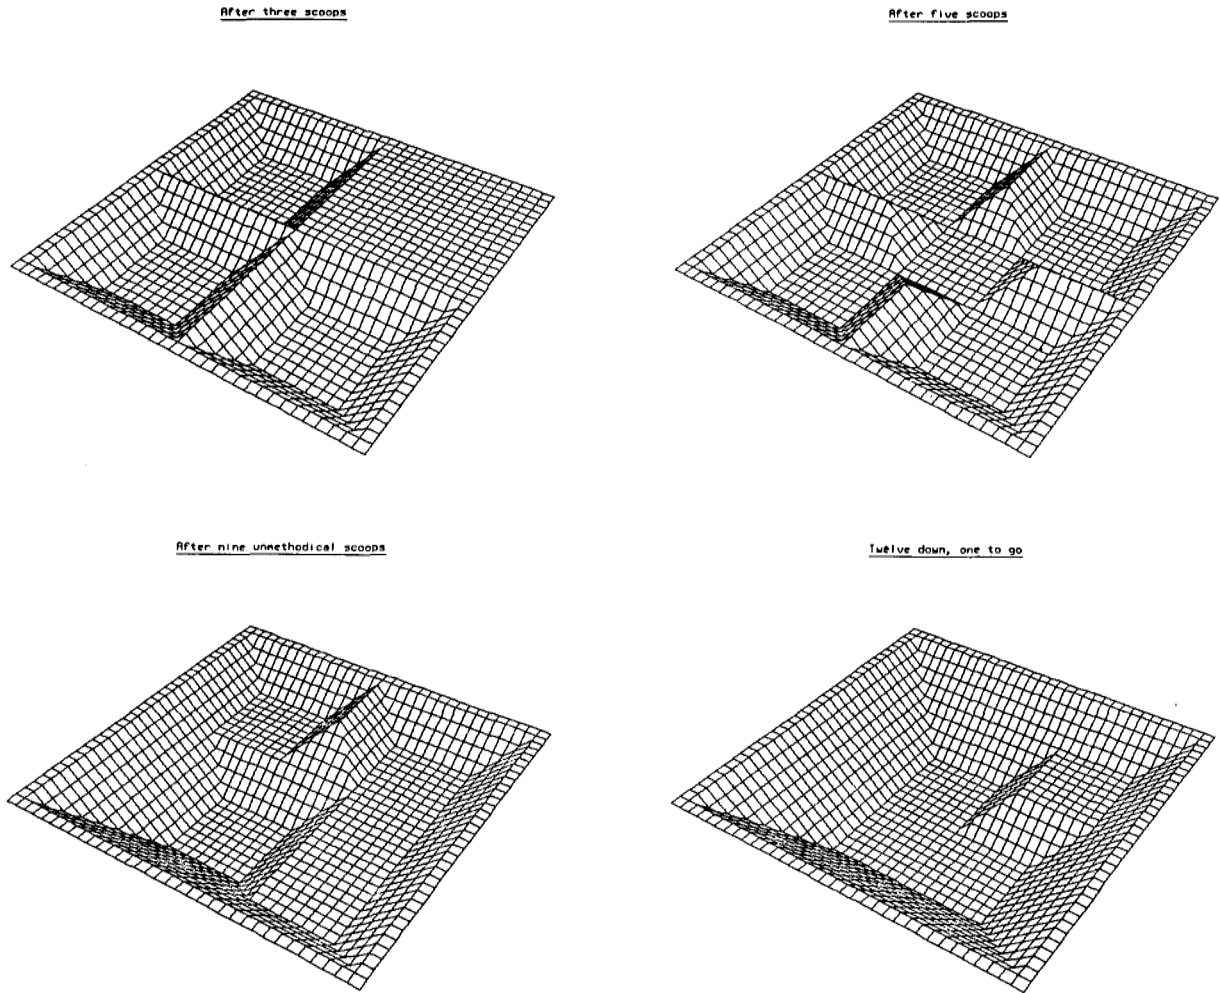 After three scoops
After five scoops
After nine unmethodical scoops
Twelve down, one to go